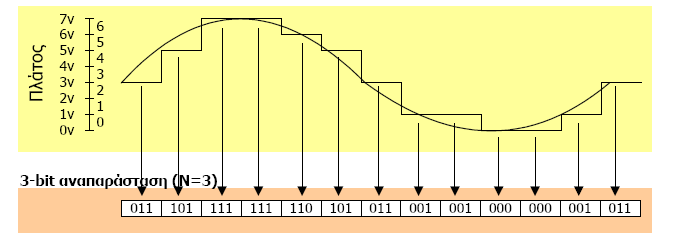 Πλάτος
7v
6v 6
5v 5
4v 4
3v 3
2v 2
1v 1
0v 0
3-bit αναπαράσταση (N=3)
011 101 111 111 110 101 011 001 001 000 000 001 011